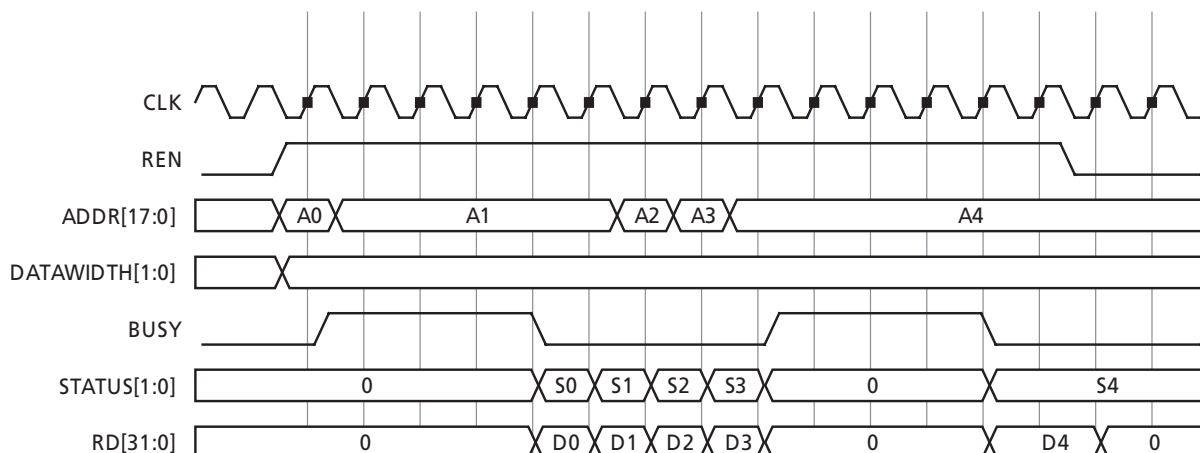 CLK
REN
ADDR[17:0] A0 A1 A2 A3 A4
DATAWIDTH[1:0]
BUSY
STATUS[1:0] 0 S0 S1 S2 S3 0 S4
RD[31:0] 0 D0 D1 D2 D3 0 D4 0